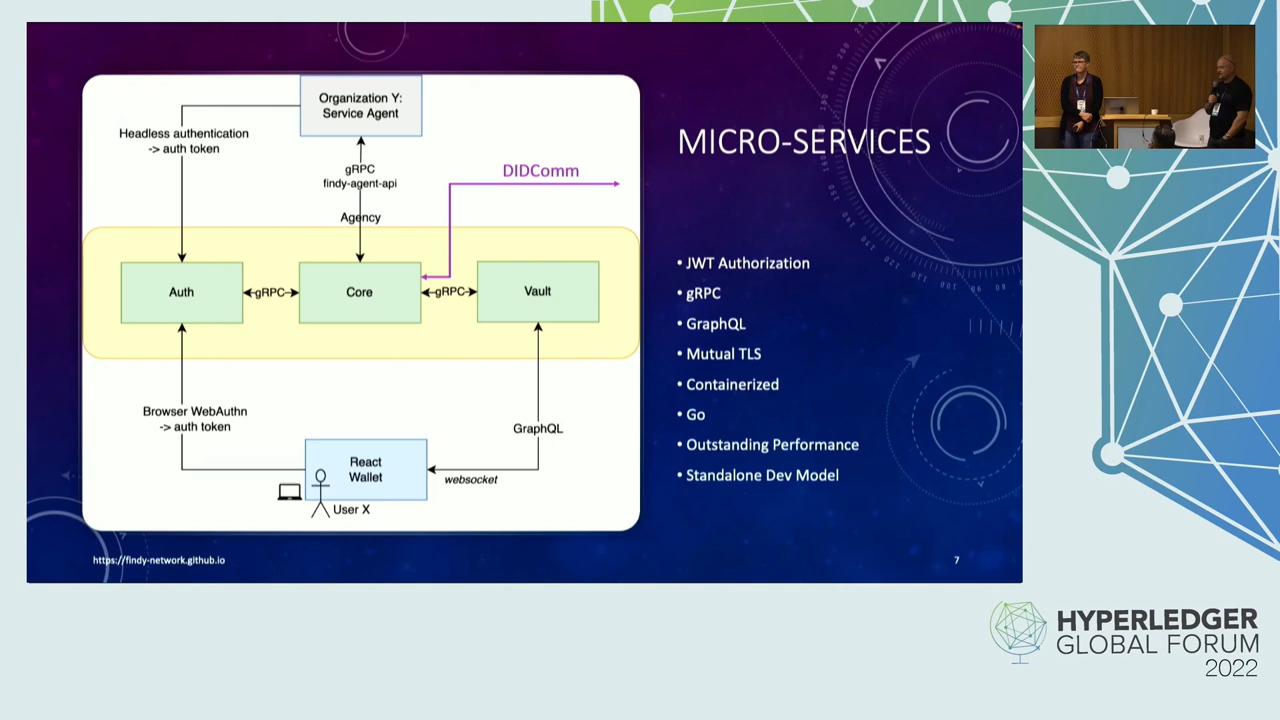 MICRO-SERVICES
Organization Y:
Service Agent
Headless authentication
-> auth token
gRPC
findy-agent-api
DIDComm
Agency
Auth
gRPC
Core
gRPC
Vault
Browser WebAuthn
-> auth token
GraphQL
React
Wallet
websocket
User X
• JWT Authorization
• gRPC
• GraphQL
• Mutual TLS
• Containerized
• Go
• Outstanding Performance
• Standalone Dev Model
https://findy-network.github.io
7
HYPERLEDGER
GLOBAL FORUM
2022